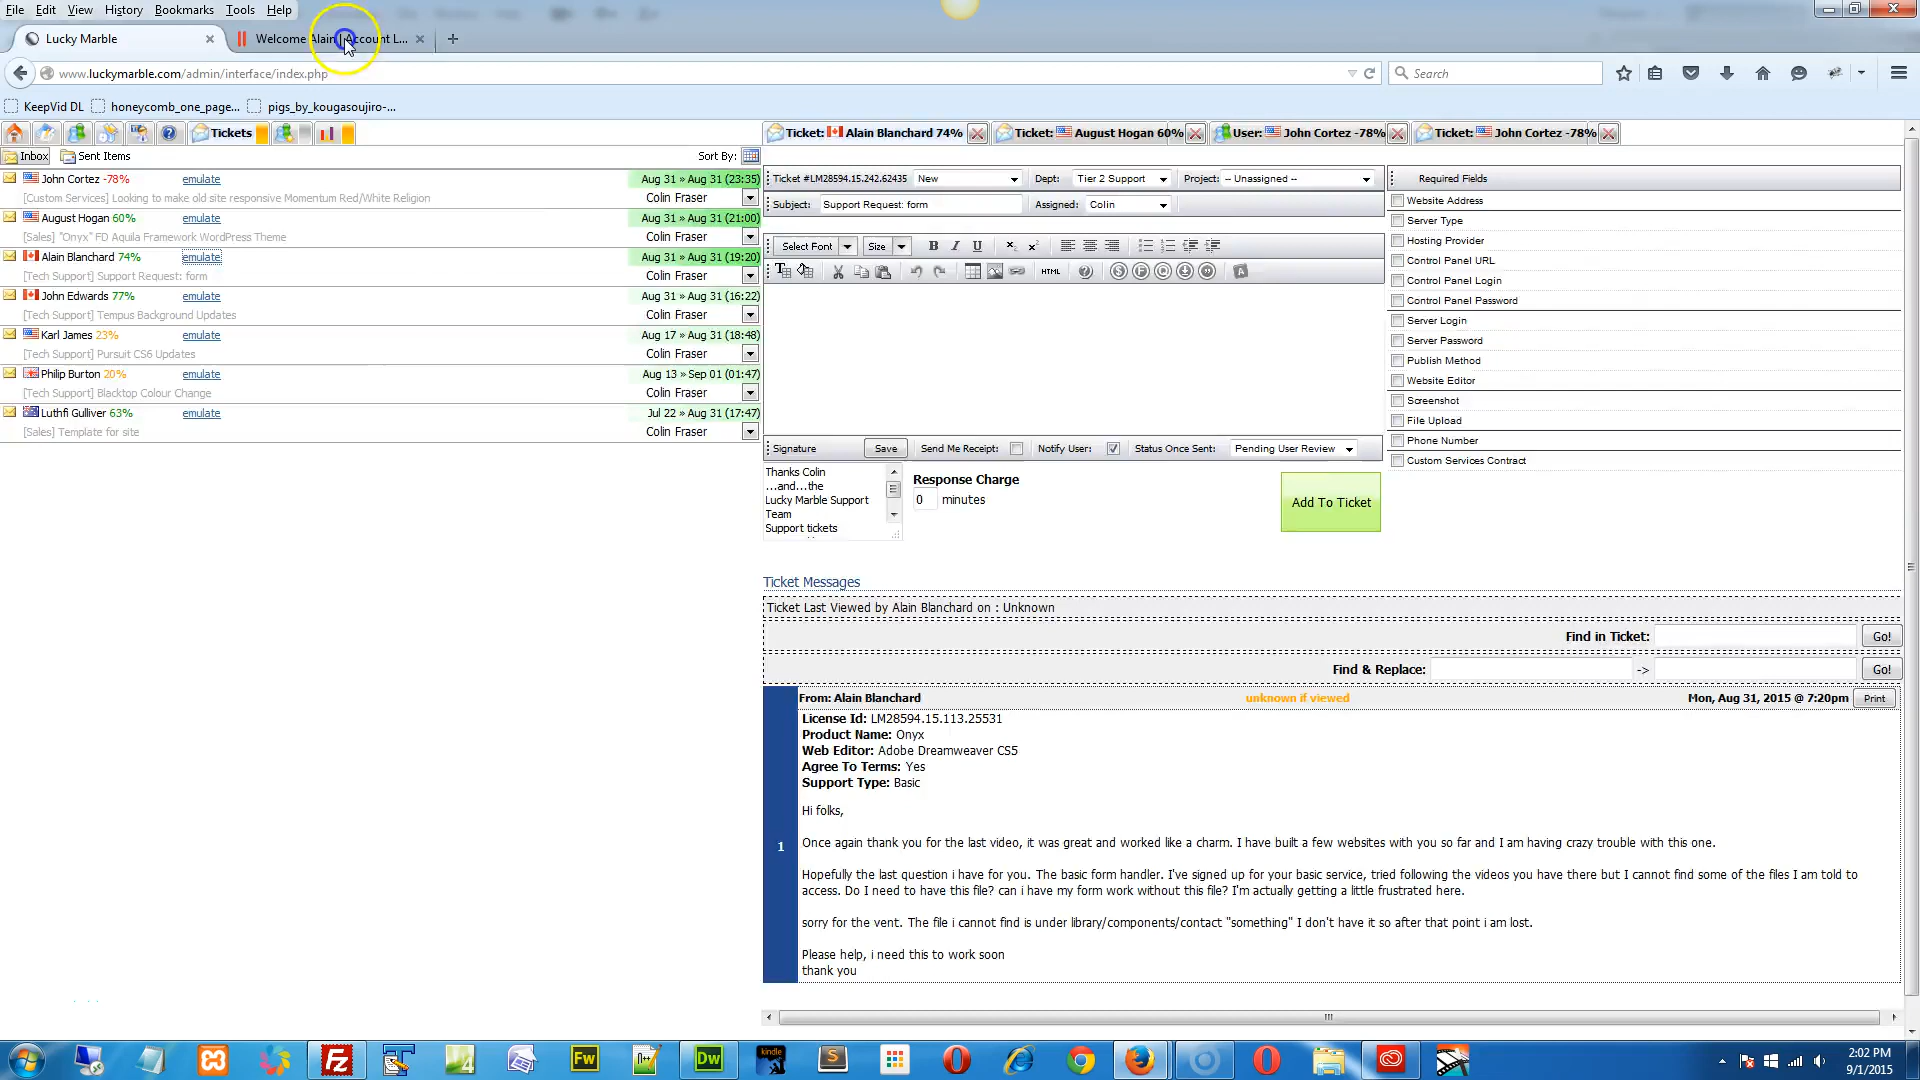 File Edit View History Bookmarks Tools Help
Lucky Marble
Welcome Alain | Account L...
www.luckymarble.com/admin/interface/index.php
Search
KeepVid DL honeycomb_one_page... pigs_by_kougasoujiro-...
Tickets
Inbox Sent Items Sort By:
John Cortez -78% emulate Aug 31 » Aug 31 (23:35)
[Custom Services] Looking to make old site responsive Momentum Red/White Religion Colin Fraser
August Hogan 60% emulate Aug 31 » Aug 31 (21:00)
[Sales] "Onyx" FD Aquila Framework WordPress Theme Colin Fraser
Alain Blanchard 74% emulate Aug 31 » Aug 31 (19:20)
[Tech Support] Support Request: form Colin Fraser
John Edwards 77% emulate Aug 31 » Aug 31 (16:22)
[Tech Support] Tempus Background Updates Colin Fraser
Karl James 23% emulate Aug 17 » Aug 31 (18:48)
[Tech Support] Pursuit CS6 Updates Colin Fraser
Philip Burton 20% emulate Aug 13 » Sep 01 (01:47)
[Tech Support] Blacktop Colour Change Colin Fraser
Luthfi Gulliver 63% emulate Jul 22 » Aug 31 (17:47)
[Sales] Template for site Colin Fraser
Ticket: Alain Blanchard 74% Ticket: August Hogan 60% User: John Cortez -78% Ticket: John Cortez -78%
Ticket #LM28594.15.242.62435 New Dept: Tier 2 Support Project: -- Unassigned --
Subject: Support Request: form Assigned: Colin
Select Font Size B I U
HTML
Signature Save Send Me Receipt: Notify User: Status Once Sent: Pending User Review
Thanks Colin
...and...the
Lucky Marble Support
Team
Support tickets
Response Charge
0 minutes
Add To Ticket
Required Fields
Website Address
Server Type
Hosting Provider
Control Panel URL
Control Panel Login
Control Panel Password
Server Login
Server Password
Publish Method
Website Editor
Screenshot
File Upload
Phone Number
Custom Services Contract
Ticket Messages
Ticket Last Viewed by Alain Blanchard on : Unknown
Find in Ticket: Go!
Find & Replace: -> Go!
From: Alain Blanchard unknown if viewed Mon, Aug 31, 2015 @ 7:20pm Print
1
License Id: LM28594.15.113.25531
Product Name: Onyx
Web Editor: Adobe Dreamweaver CS5
Agree To Terms: Yes
Support Type: Basic
Hi folks,
Once again thank you for the last video, it was great and worked like a charm. I have built a few websites with you so far and I am having crazy trouble with this one.
Hopefully the last question i have for you. The basic form handler. I've signed up for your basic service, tried following the videos you have there but I cannot find some of the files I am told to
access. Do I need to have this file? can i have my form work without this file? I'm actually getting a little frustrated here.
sorry for the vent. The file i cannot find is under library/components/contact "something" I don't have it so after that point i am lost.
Please help, i need this to work soon
thank you
Fz Fw Dw kindle S
2:02 PM
9/1/2015